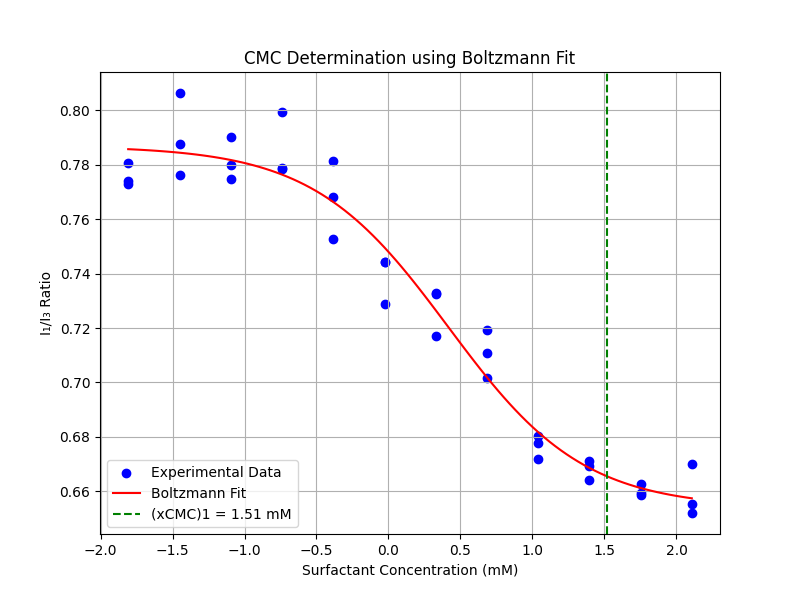 CMC Determination using Boltzmann Fit
I₁/I₃ Ratio
0.80
0.78
0.76
0.74
0.72
0.70
0.68
0.66
Experimental Data
Boltzmann Fit
(xCMC)1 = 1.51 mM
−2.0 −1.5 −1.0 −0.5 0.0 0.5 1.0 1.5 2.0
Surfactant Concentration (mM)